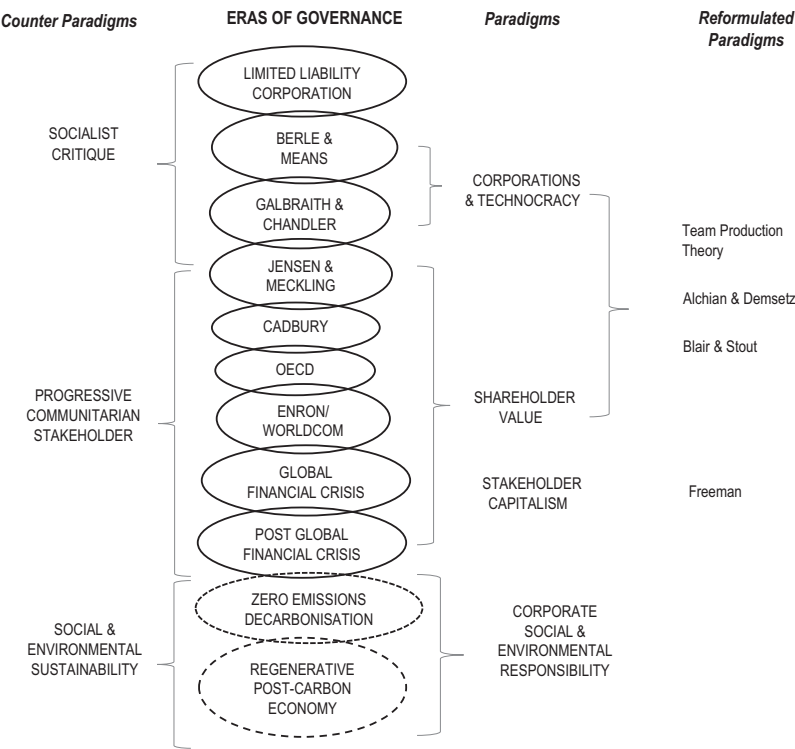 Counter Paradigms
ERAS OF GOVERNANCE
Paradigms
Reformulated
Paradigms
LIMITED LIABILITY
CORPORATION
SOCIALIST
CRITIQUE
BERLE &
MEANS
CORPORATIONS
& TECHNOCRACY
GALBRAITH &
CHANDLER
Team Production
Theory
JENSEN &
MECKLING
Alchian & Demsetz
CADBURY
Blair & Stout
OECD
PROGRESSIVE
COMMUNITARIAN
STAKEHOLDER
ENRON/
WORLDCOM
SHAREHOLDER
VALUE
GLOBAL
FINANCIAL CRISIS
STAKEHOLDER
CAPITALISM
Freeman
POST GLOBAL
FINANCIAL CRISIS
ZERO EMISSIONS
DECARBONISATION
SOCIAL &
ENVIRONMENTAL
SUSTAINABILITY
CORPORATE
SOCIAL &
ENVIRONMENTAL
RESPONSIBILITY
REGENERATIVE
POST-CARBON
ECONOMY